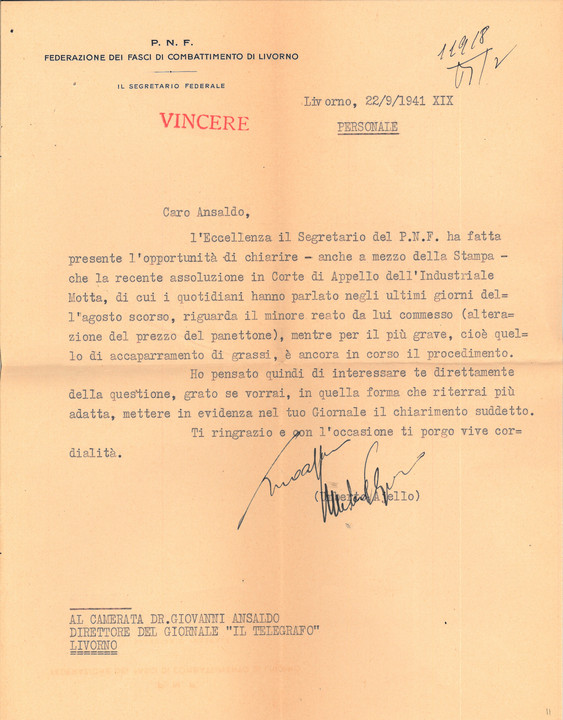 P. N. F.
FEDERAZIONE DEI FASCI DI COMBATTIMENTO DI LIVORNO
IL SEGRETARIO FEDERALE
11918
VINCERE
Livorno, 22/9/1941 XIX
PERSONALE
Caro Ansaldo,
l'Eccellenza il Segretario del P.N.F. ha fatta
presente l'opportunità di chiarire - anche a mezzo della Stampa -
che la recente assoluzione in Corte di Appello dell'Industriale
Motta, di cui i quotidiani hanno parlato negli ultimi giorni del=
l'agosto scorso, riguarda il minore reato da lui commesso (altera=
zione del prezzo del panettone), mentre per il più grave, cioè quel=
lo di accaparramento di grassi, è ancora in corso il procedimento.
Ho pensato quindi di interessare te direttamente
della questione, grato se vorrai, in quella forma che riterrai più
adatta, mettere in evidenza nel tuo Giornale il chiarimento suddetto.
Ti ringrazio e con l'occasione ti porgo vive cor=
dialità.
(Umberto Ajello)
AL CAMERATA DR.GIOVANNI ANSALDO
DIRETTORE DEL GIORNALE "IL TELEGRAFO"
LIVORNO
11